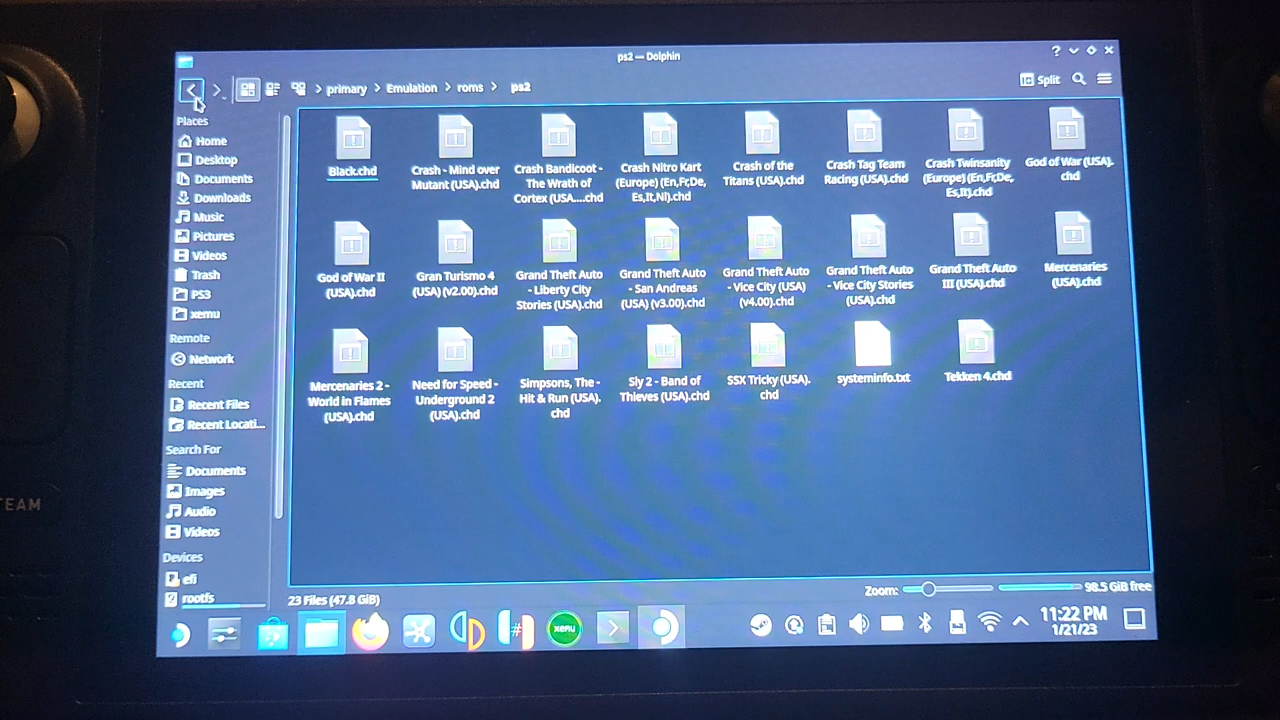 ps2 — Dolphin
primary > Emulation > roms > ps2
Split
Places
Home
Desktop
Documents
Downloads
Music
Pictures
Videos
Trash
PS3
xemu
Remote
Network
Recent
Recent Files
Recent Locati...
Search For
Documents
Images
Audio
Videos
Devices
efi
rootfs
Black.chd
Crash - Mind over
Mutant (USA).chd
Crash Bandicoot -
The Wrath of
Cortex (USA....chd
Crash Nitro Kart
(Europe) (En,Fr,De,
Es,It,Nl).chd
Crash of the
Titans (USA).chd
Crash Tag Team
Racing (USA).chd
Crash Twinsanity
(Europe) (En,Fr,De,
Es,It).chd
God of War (USA).
chd
God of War II
(USA).chd
Gran Turismo 4
(USA) (v2.00).chd
Grand Theft Auto
- Liberty City
Stories (USA).chd
Grand Theft Auto
- San Andreas
(USA) (v3.00).chd
Grand Theft Auto
- Vice City (USA)
(v4.00).chd
Grand Theft Auto
- Vice City Stories
(USA).chd
Grand Theft Auto
III (USA).chd
Mercenaries
(USA).chd
Mercenaries 2 -
World in Flames
(USA).chd
Need for Speed -
Underground 2
(USA).chd
Simpsons, The -
Hit & Run (USA).
chd
Sly 2 - Band of
Thieves (USA).chd
SSX Tricky (USA).
chd
systeminfo.txt
Tekken 4.chd
23 Files (47.8 GiB)
Zoom:
98.5 GiB free
xemu
11:22 PM
1/21/23
TEAM